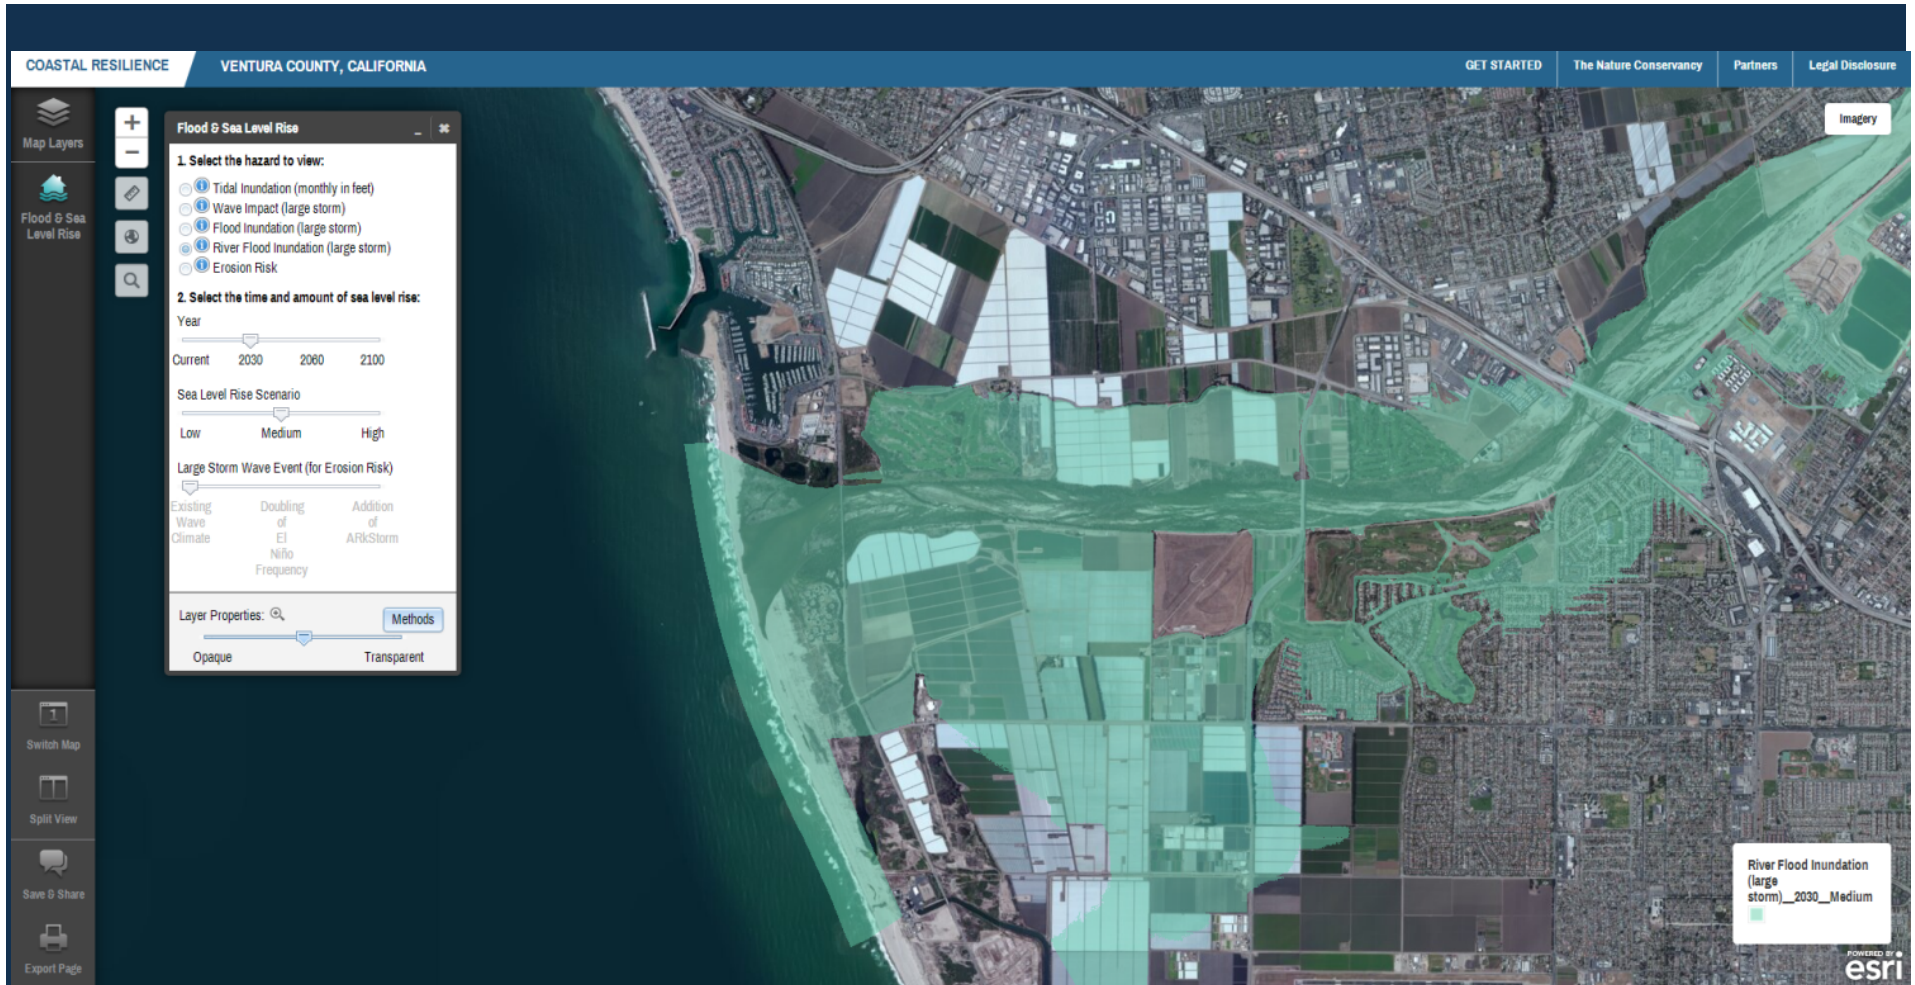 COASTAL RESILIENCE
VENTURA COUNTY, CALIFORNIA
GET STARTED
The Nature Conservancy
Partners
Legal Disclosure
Map Layers
Flood & Sea
Level Rise
Switch Map
Split View
Save & Share
Export Page
Flood & Sea Level Rise
1. Select the hazard to view:
Tidal Inundation (monthly in feet)
Wave Impact (large storm)
Flood Inundation (large storm)
River Flood Inundation (large storm)
Erosion Risk
2. Select the time and amount of sea level rise:
Year
Current 2030 2060 2100
Sea Level Rise Scenario
Low Medium High
Large Storm Wave Event (for Erosion Risk)
Existing Doubling Addition
Wave of of
Climate El ARkStorm
Niño
Frequency
Layer Properties:
Methods
Opaque Transparent
Imagery
River Flood Inundation
(large
storm)__2030__Medium
POWERED BY
esri